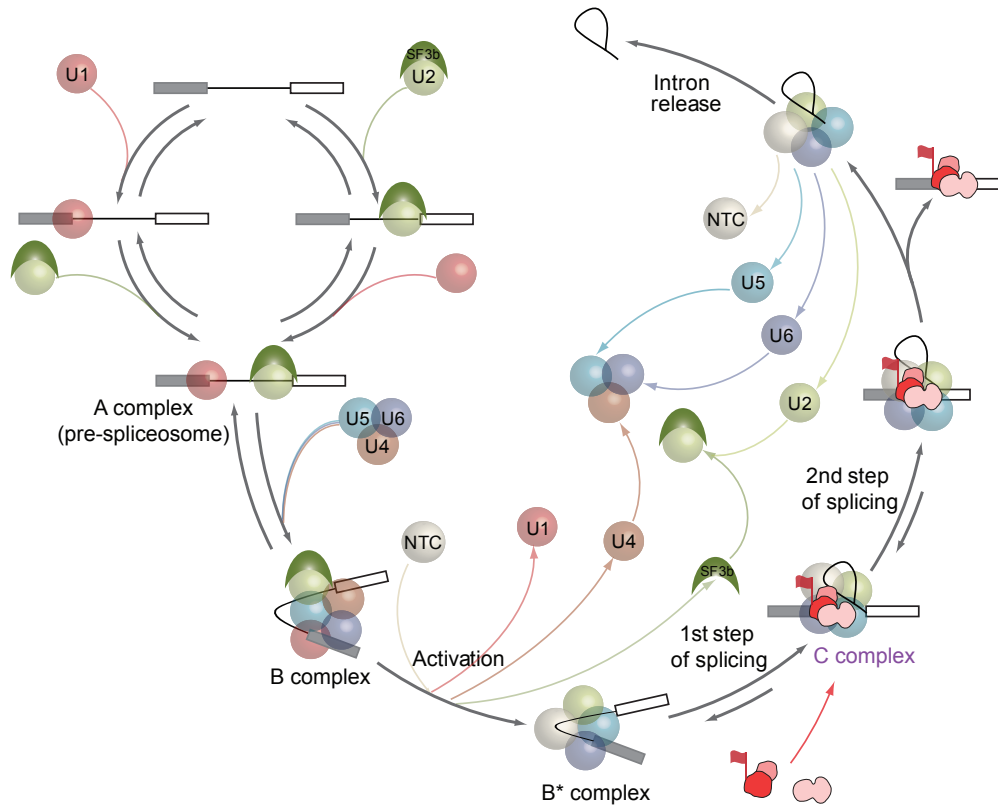 U1
SF3b
U2
Intron
release
NTC
U5
U6
U2
A complex
(pre-spliceosome)
U5 U6
U4
2nd step
of splicing
NTC
U1
U4
SF3b
1st step
of splicing
C complex
B complex
Activation
B* complex